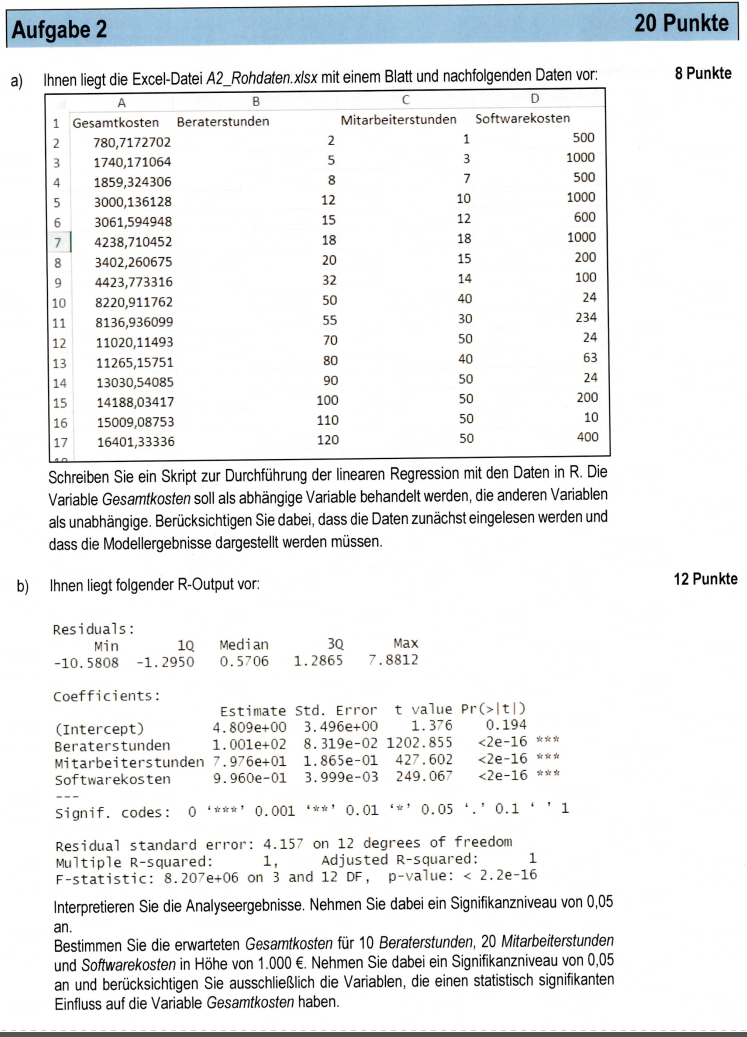 Aufgabe 2 20 Punkte
a) Ihnen liegt die Excel-Datei A2_Rohdaten.xlsx mit einem Blatt und nachfolgenden Daten vor: 8 Punkte
A B C D
1 Gesamtkosten Beraterstunden Mitarbeiterstunden Softwarekosten
2 780,7172702 2 1 500
3 1740,171064 5 3 1000
4 1859,324306 8 7 500
5 3000,136128 12 10 1000
6 3061,594948 15 12 600
7 4238,710452 18 18 1000
8 3402,260675 20 15 200
9 4423,773316 32 14 100
10 8220,911762 50 40 24
11 8136,936099 55 30 234
12 11020,11493 70 50 24
13 11265,15751 80 40 63
14 13030,54085 90 50 24
15 14188,03417 100 50 200
16 15009,08753 110 50 10
17 16401,33336 120 50 400
Schreiben Sie ein Skript zur Durchführung der linearen Regression mit den Daten in R. Die
Variable Gesamtkosten soll als abhängige Variable behandelt werden, die anderen Variablen
als unabhängige. Berücksichtigen Sie dabei, dass die Daten zunächst eingelesen werden und
dass die Modellergebnisse dargestellt werden müssen.
b) Ihnen liegt folgender R-Output vor: 12 Punkte
Residuals:
Min 1Q Median 3Q Max
-10.5808 -1.2950 0.5706 1.2865 7.8812
Coefficients:
Estimate Std. Error t value Pr(>|t|)
(Intercept) 4.809e+00 3.496e+00 1.376 0.194
Beraterstunden 1.001e+02 8.319e-02 1202.855 <2e-16 ***
Mitarbeiterstunden 7.976e+01 1.865e-01 427.602 <2e-16 ***
Softwarekosten 9.960e-01 3.999e-03 249.067 <2e-16 ***
---
Signif. codes: 0 ‘***’ 0.001 ‘**’ 0.01 ‘*’ 0.05 ‘.’ 0.1 ‘ ’ 1
Residual standard error: 4.157 on 12 degrees of freedom
Multiple R-squared: 1, Adjusted R-squared: 1
F-statistic: 8.207e+06 on 3 and 12 DF, p-value: < 2.2e-16
Interpretieren Sie die Analyseergebnisse. Nehmen Sie dabei ein Signifikanzniveau von 0,05
an.
Bestimmen Sie die erwarteten Gesamtkosten für 10 Beraterstunden, 20 Mitarbeiterstunden
und Softwarekosten in Höhe von 1.000 €. Nehmen Sie dabei ein Signifikanzniveau von 0,05
an und berücksichtigen Sie ausschließlich die Variablen, die einen statistisch signifikanten
Einfluss auf die Variable Gesamtkosten haben.